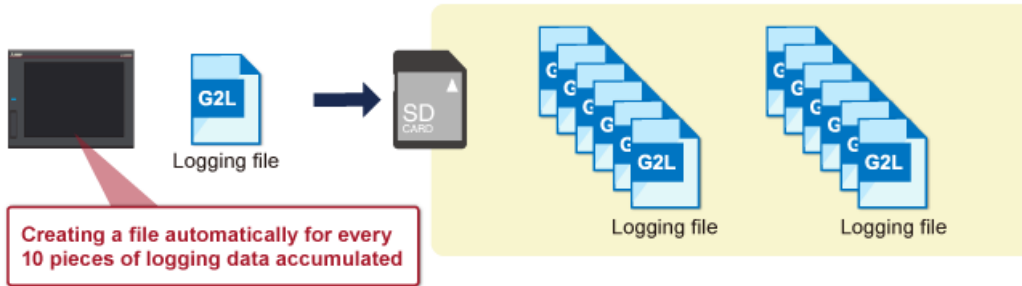 G2L
Logging file
SD
CARD
G
G
G
G
G2L
Logging file
G
G
G
G
G2L
Logging file
Creating a file automatically for every
10 pieces of logging data accumulated